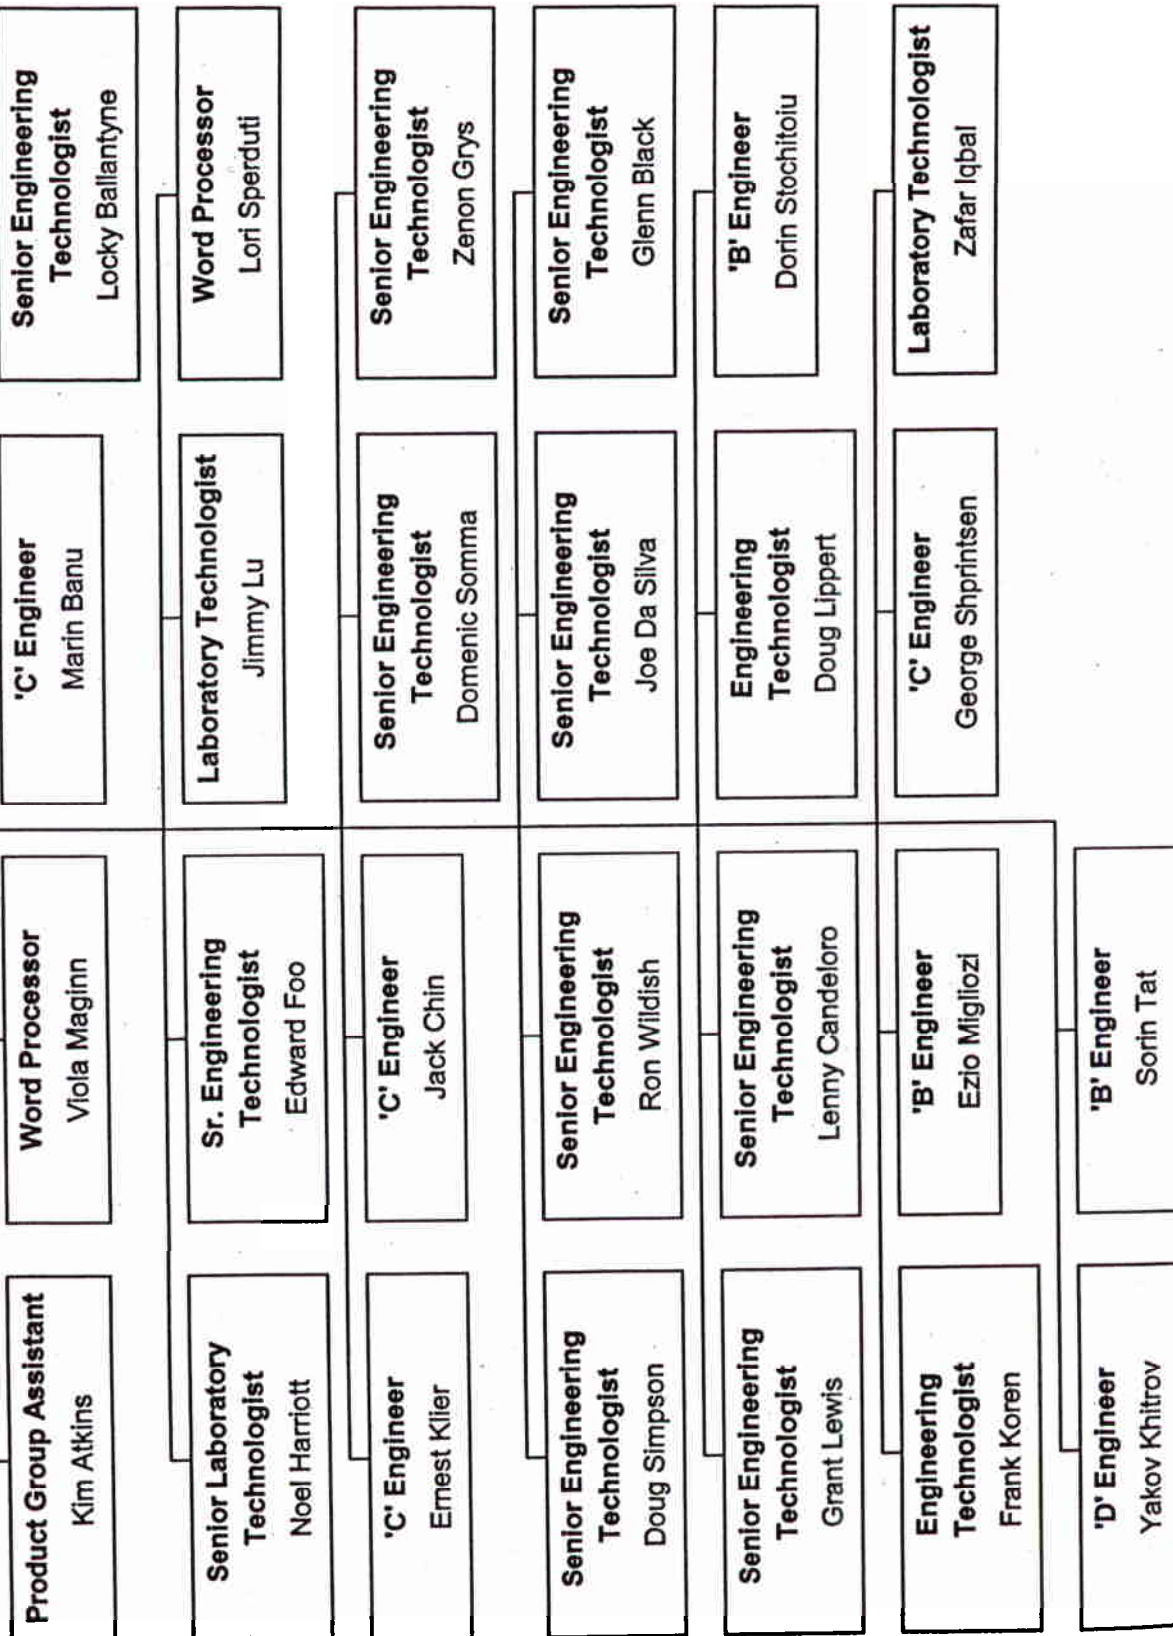 Product Group Assistant
Kim Atkins
Word Processor
Viola Maginn
'C' Engineer
Marin Banu
Senior Engineering
Technologist
Locky Ballantyne
Senior Laboratory
Technologist
Noel Harriott
Sr. Engineering
Technologist
Edward Foo
Laboratory Technologist
Jimmy Lu
Word Processor
Lori Sperduti
'C' Engineer
Ernest Klier
'C' Engineer
Jack Chin
Senior Engineering
Technologist
Domenic Somma
Senior Engineering
Technologist
Zenon Grys
Senior Engineering
Technologist
Doug Simpson
Senior Engineering
Technologist
Ron Wildish
Senior Engineering
Technologist
Joe Da Silva
Senior Engineering
Technologist
Glenn Black
Senior Engineering
Technologist
Grant Lewis
Senior Engineering
Technologist
Lenny Candeloro
Engineering
Technologist
Doug Lippert
'B' Engineer
Dorin Stochitoiu
Engineering
Technologist
Frank Koren
'B' Engineer
Ezio Migliozi
'C' Engineer
George Shprintsen
Laboratory Technologist
Zafar Iqbal
'D' Engineer
Yakov Khitrov
'B' Engineer
Sorin Tat